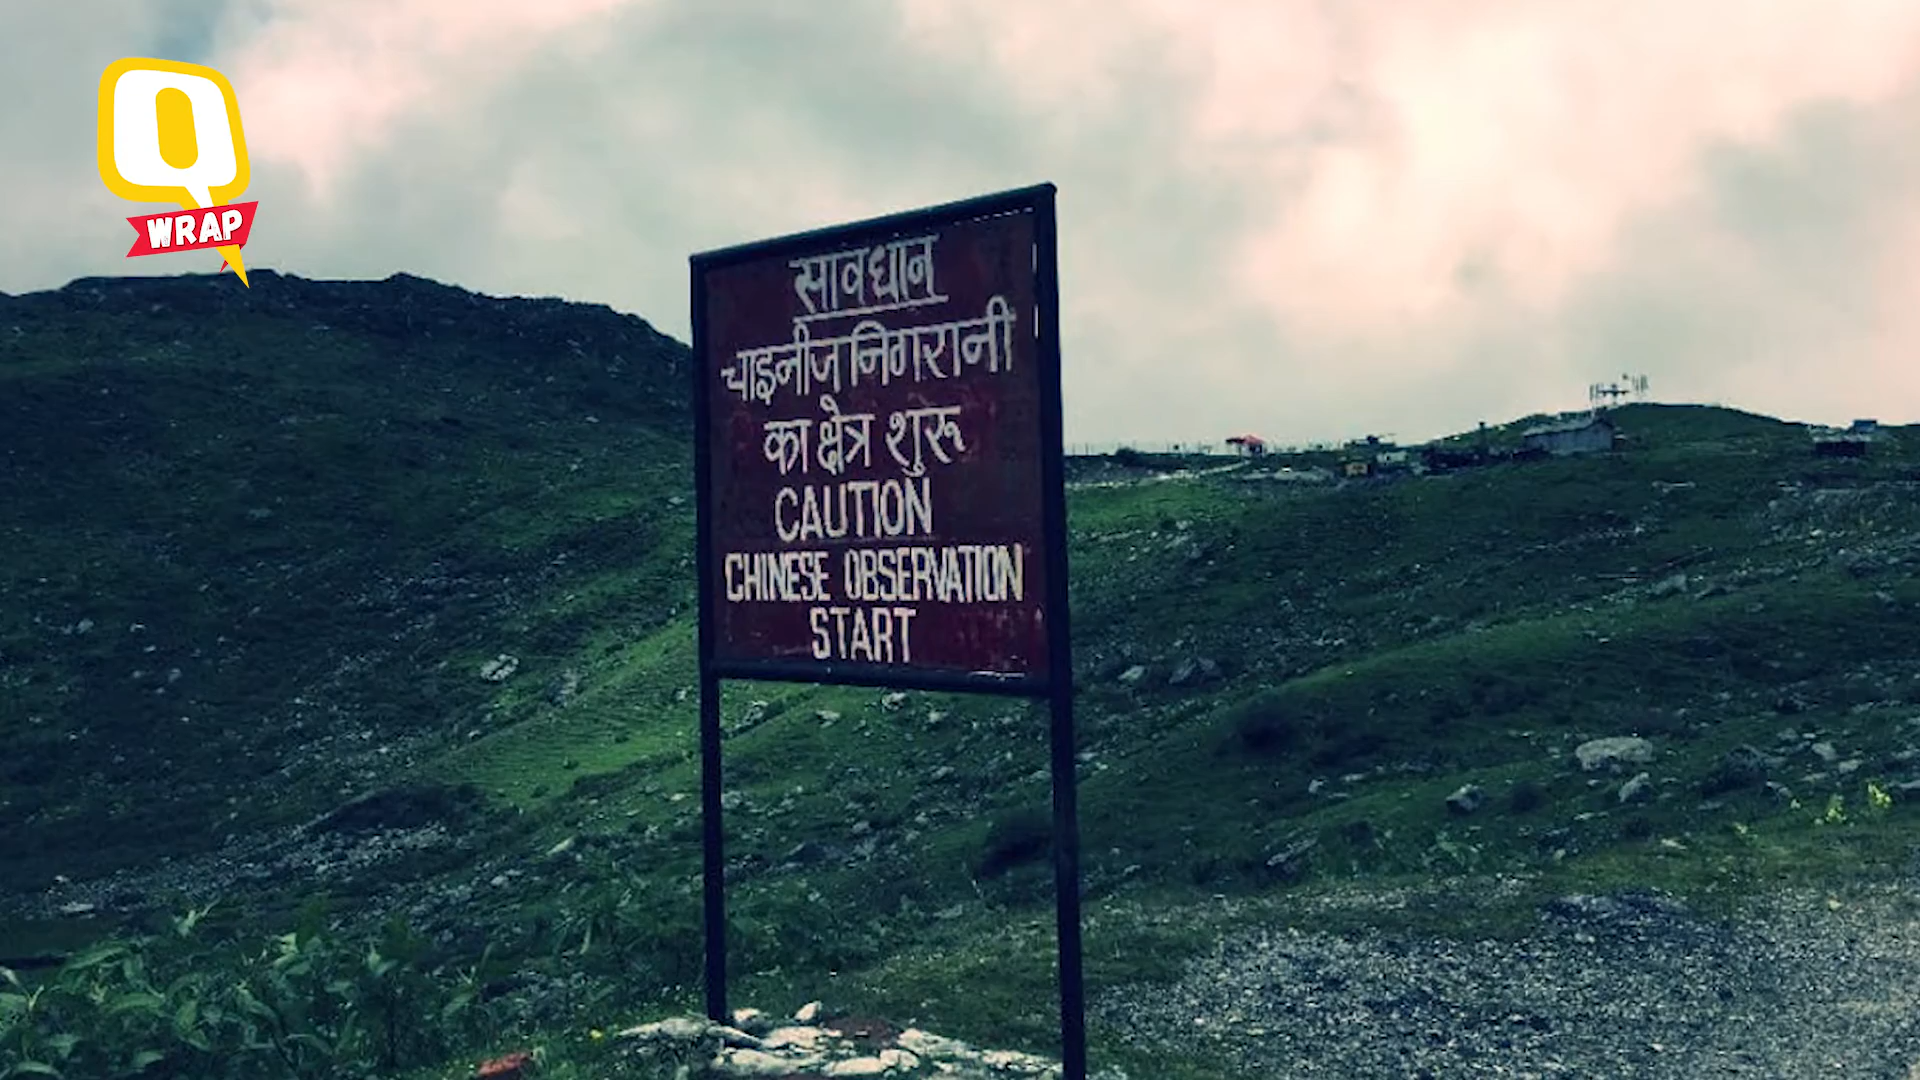 Q
WRAP
सावधान
चाइनीज निगरानी
का क्षेत्र शुरू
CAUTION
CHINESE OBSERVATION
START